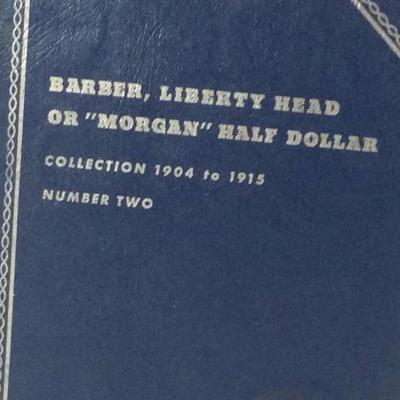 BARBER, LIBERTY HEAD
OR "MORGAN" HALF DOLLAR
COLLECTION 1904 to 1915
NUMBER TWO